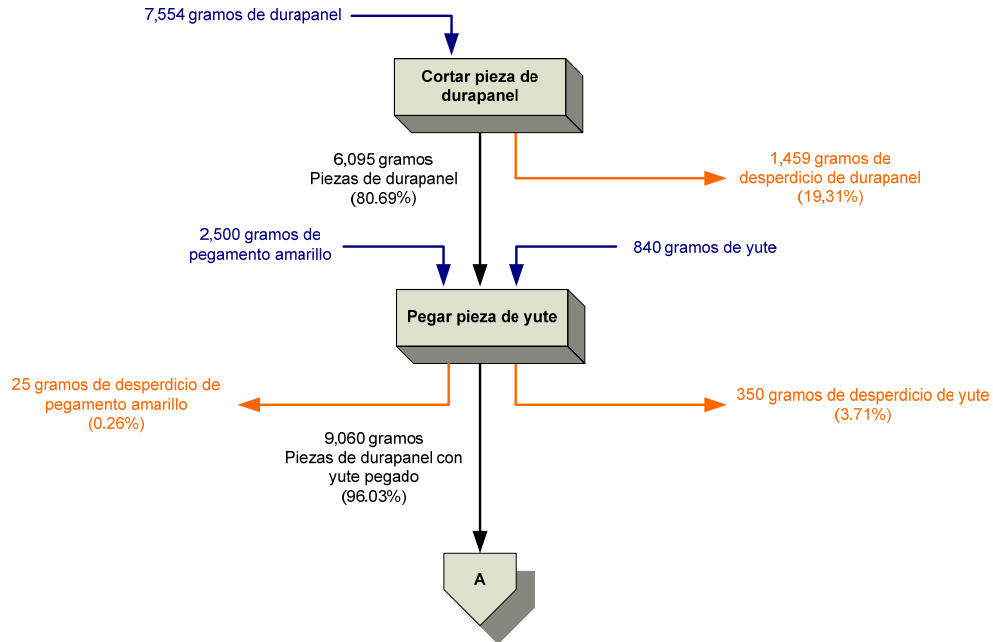 7,554 gramos de durapanel
Cortar pieza de
durapanel
6,095 gramos
Piezas de durapanel
(80.69%)
1,459 gramos de
desperdicio de durapanel
(19,31%)
2,500 gramos de
pegamento amarillo
840 gramos de yute
Pegar pieza de yute
25 gramos de desperdicio de
pegamento amarillo
(0.26%)
350 gramos de desperdicio de yute
(3.71%)
9,060 gramos
Piezas de durapanel con
yute pegado
(96.03%)
A